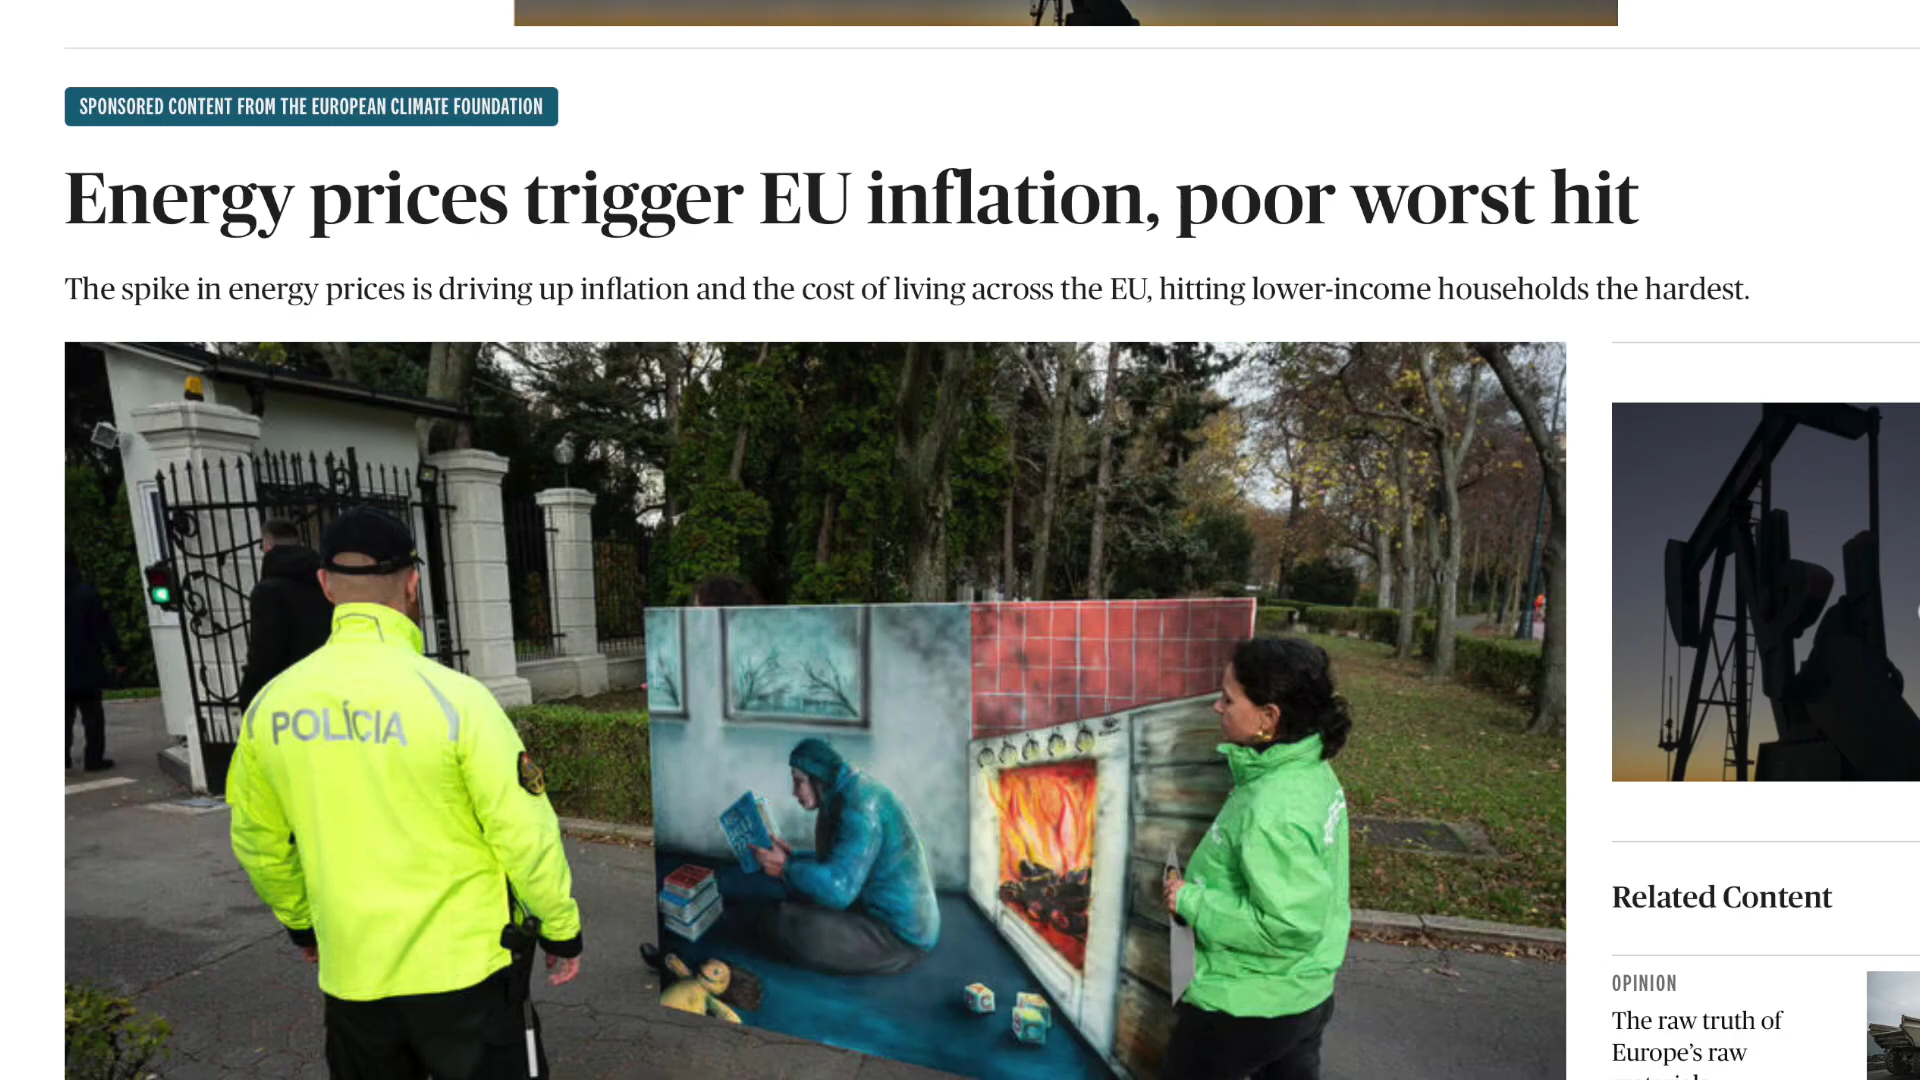 SPONSORED CONTENT FROM THE EUROPEAN CLIMATE FOUNDATION
Energy prices trigger EU inflation, poor worst hit
The spike in energy prices is driving up inflation and the cost of living across the EU, hitting lower-income households the hardest.
POLÍCIA
Related Content
OPINION
The raw truth of
Europe’s raw